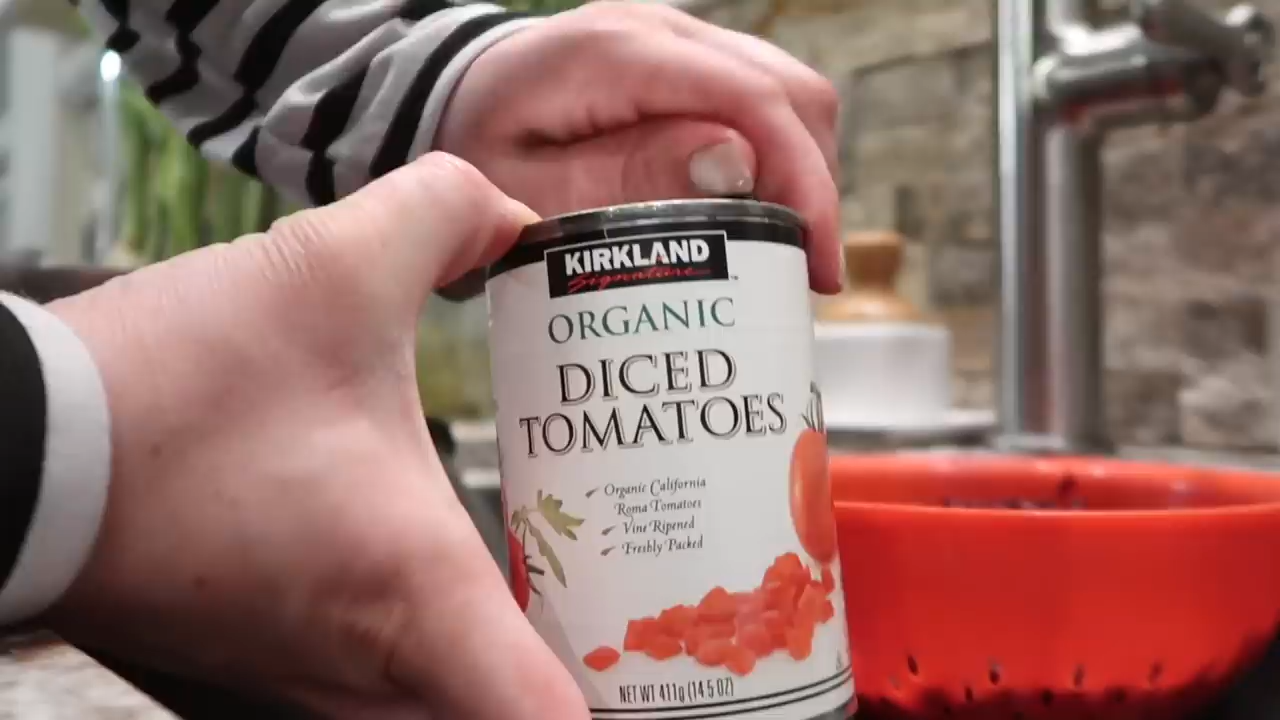 KIRKLAND
Signature
ORGANIC
DICED
TOMATOES
Organic California
Roma Tomatoes
Vine Ripened
Freshly Packed
NET WT 411g (14.5 OZ)